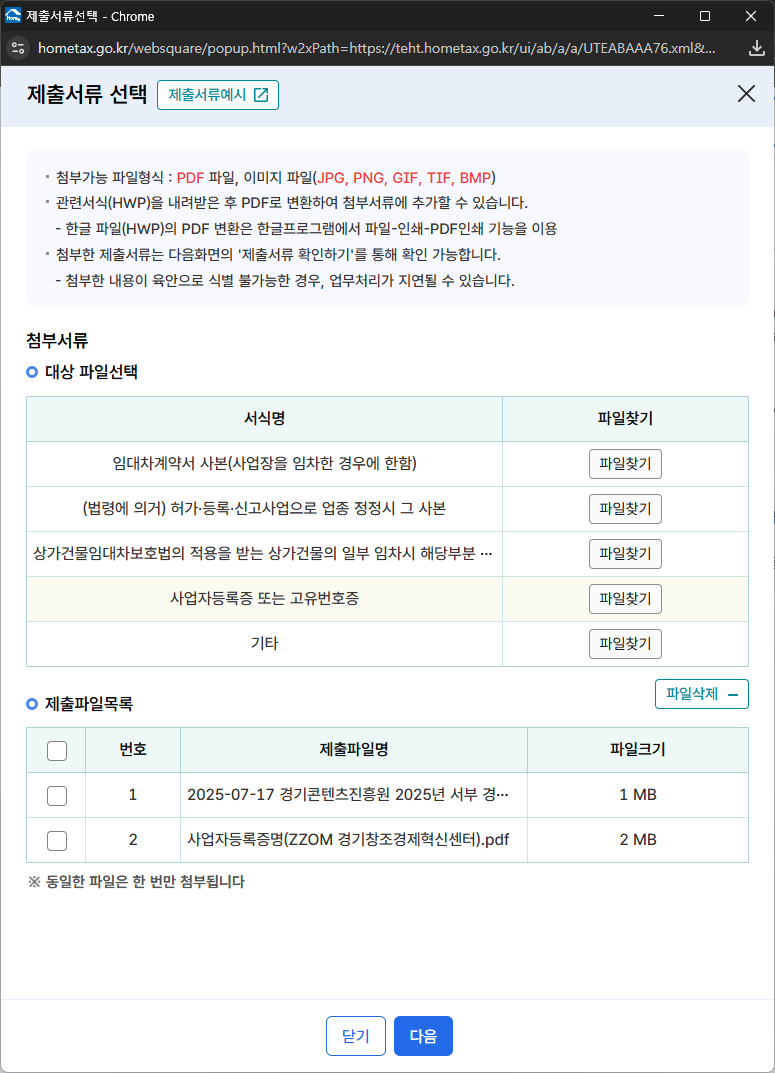 제출서류선택 - Chrome
hometax.go.kr/websquare/popup.html?w2xPath=https://teht.hometax.go.kr/ui/ab/a/a/UTEABAAA76.xml&...
제출서류 선택 제출서류예시
첨부가능 파일형식 : PDF 파일, 이미지 파일(JPG, PNG, GIF, TIF, BMP)
관련서식(HWP)을 내려받은 후 PDF로 변환하여 첨부서류에 추가할 수 있습니다.
- 한글 파일(HWP)의 PDF 변환은 한글프로그램에서 파일-인쇄-PDF인쇄 기능을 이용
첨부한 제출서류는 다음화면의 '제출서류 확인하기'를 통해 확인 가능합니다.
- 첨부한 내용이 육안으로 식별 불가능한 경우, 업무처리가 지연될 수 있습니다.
첨부서류
대상 파일선택
서식명 파일찾기
임대차계약서 사본(사업장을 임차한 경우에 한함) 파일찾기
(법령에 의거) 허가·등록·신고사업으로 업종 정정시 그 사본 파일찾기
상가건물임대차보호법의 적용을 받는 상가건물의 일부 임차시 해당부분 ··· 파일찾기
사업자등록증 또는 고유번호증 파일찾기
기타 파일찾기
제출파일목록 파일삭제
번호 제출파일명 파일크기
1 2025-07-17 경기콘텐츠진흥원 2025년 서부 경··· 1 MB
2 사업자등록증명(ZZOM 경기창조경제혁신센터).pdf 2 MB
※ 동일한 파일은 한 번만 첨부됩니다
닫기 다음